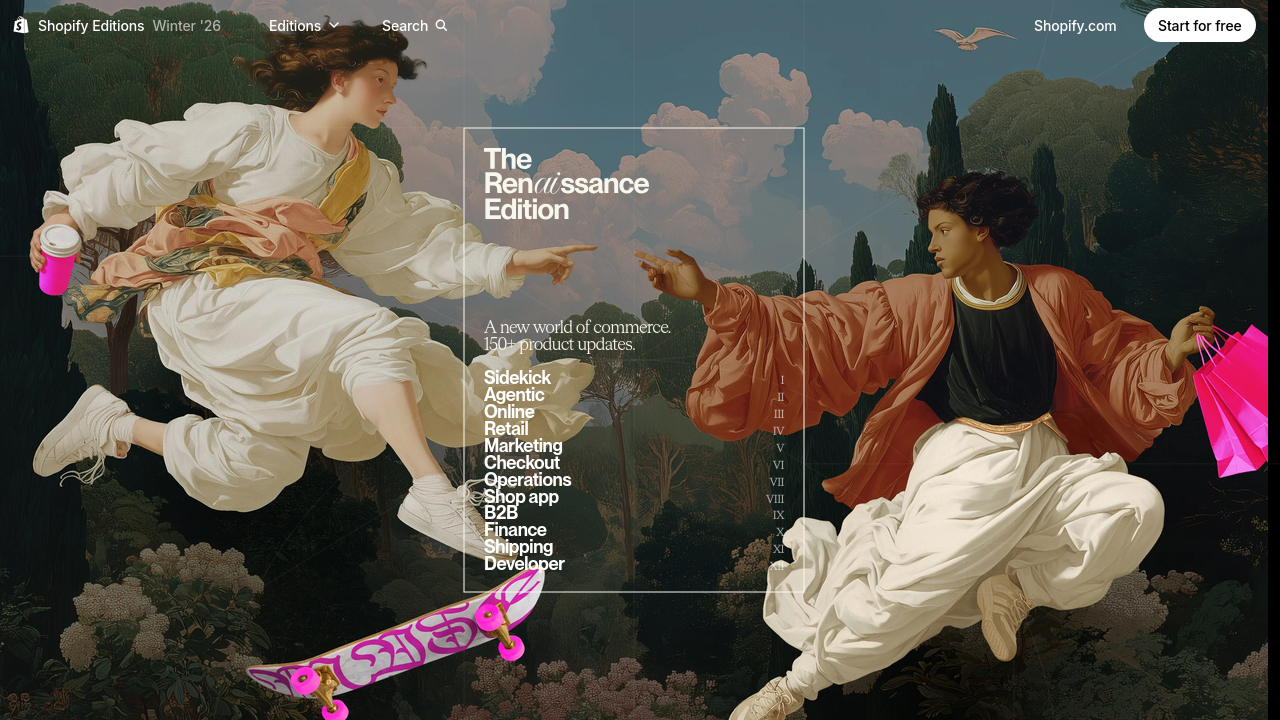 Shopify Editions Winter '26
Editions
Search
Shopify.com
Start for free
The
Renaissance
Edition
A new world of commerce.
150+ product updates.
Sidekick I
Agentic II
Online III
Retail IV
Marketing V
Checkout VI
Operations VII
Shop app VIII
B2B IX
Finance X
Shipping XI
Developer XII